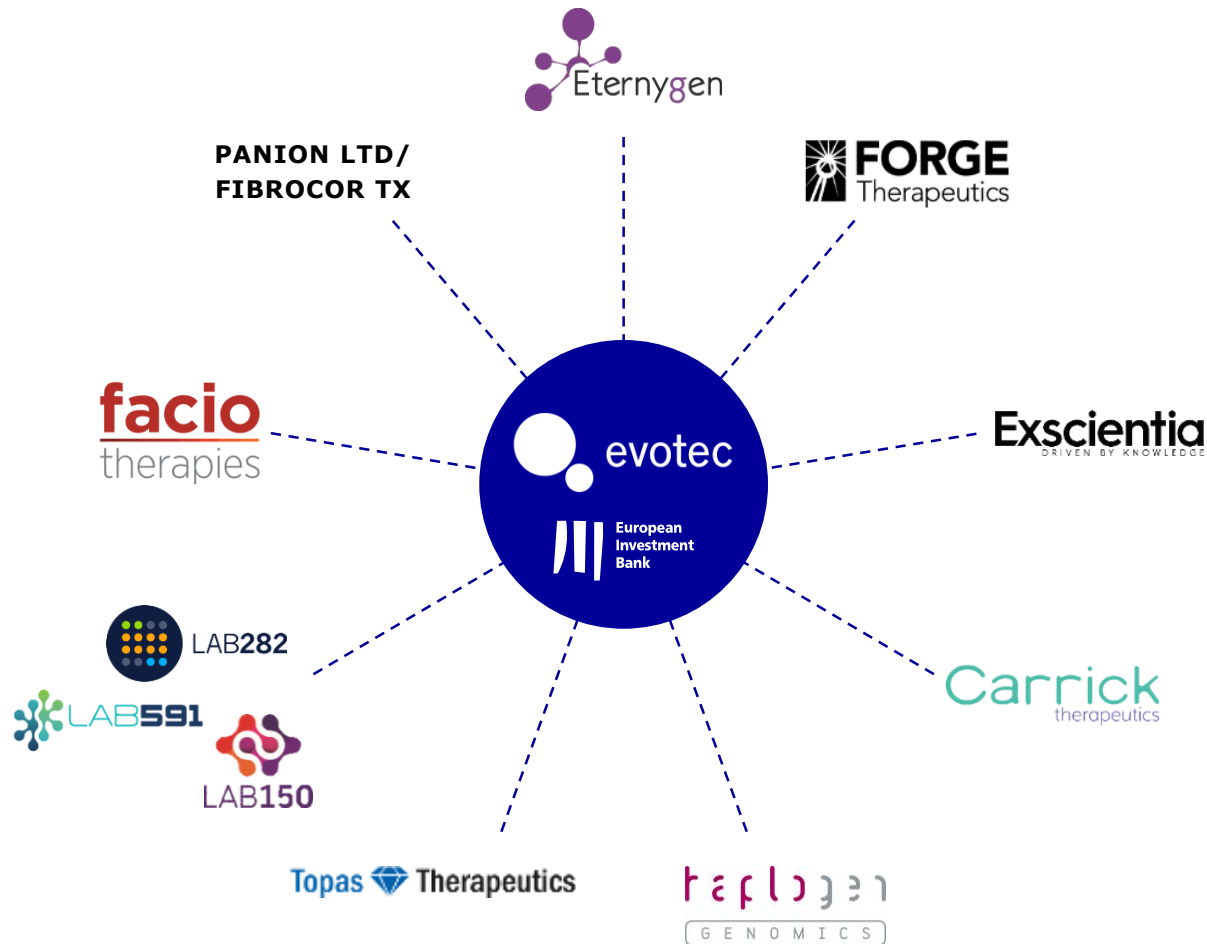 Eternygen
PANION LTD/
FIBROCOR TX
FORGE
Therapeutics
facio
therapies
Exscientia
DRIVEN BY KNOWLEDGE
evotec
European
Investment
Bank
LAB282
LAB591
LAB150
Carrick
therapeutics
Topas Therapeutics
haplogen
GENOMICS